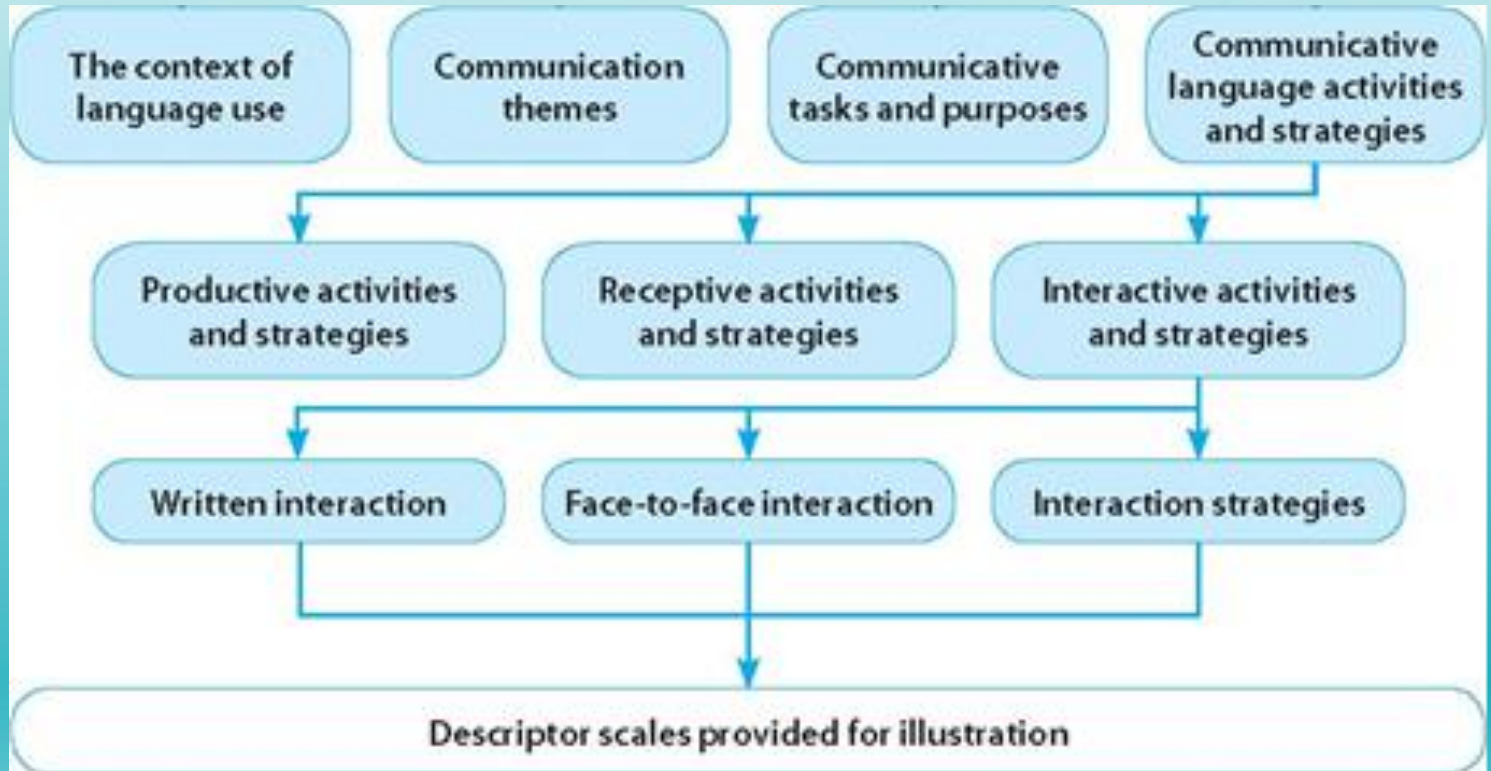 The context of
language use
Communication
themes
Communicative
tasks and purposes
Communicative
language activities
and strategies
Productive activities
and strategies
Receptive activities
and strategies
Interactive activities
and strategies
Written interaction
Face-to-face interaction
Interaction strategies
Descriptor scales provided for illustration